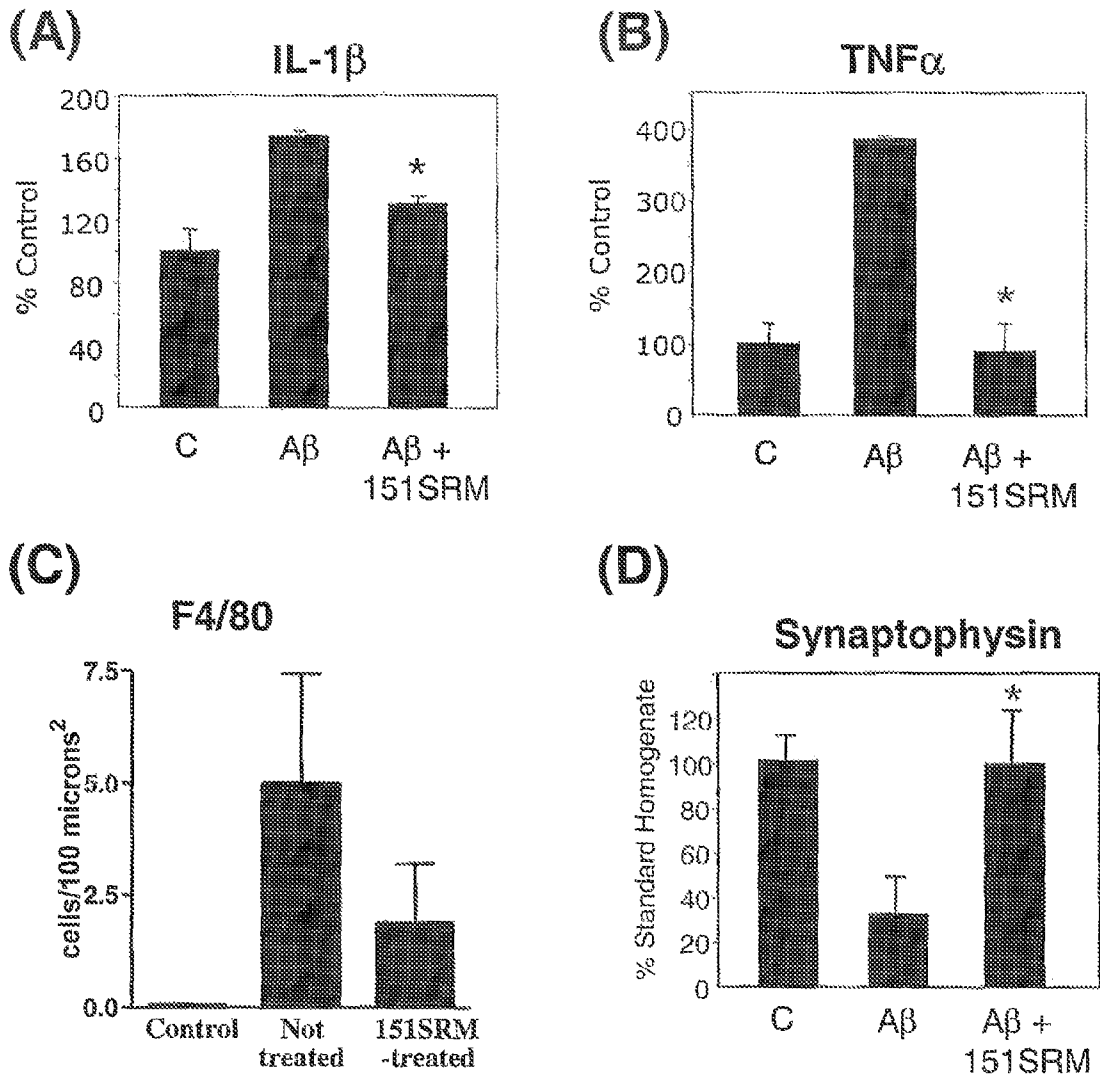 (A)
IL-1β
% Control
200
160
120
80
40
0
C
Aβ
Aβ +
151SRM
*
(B)
TNFα
% Control
400
300
200
100
0
C
Aβ
Aβ +
151SRM
*
(C)
F4/80
cells/100 microns²
7.5
5.0
2.5
0.0
Control
Not
treated
151SRM
-treated
(D)
Synaptophysin
% Standard Homogenate
120
100
80
60
40
20
0
C
Aβ
Aβ +
151SRM
*